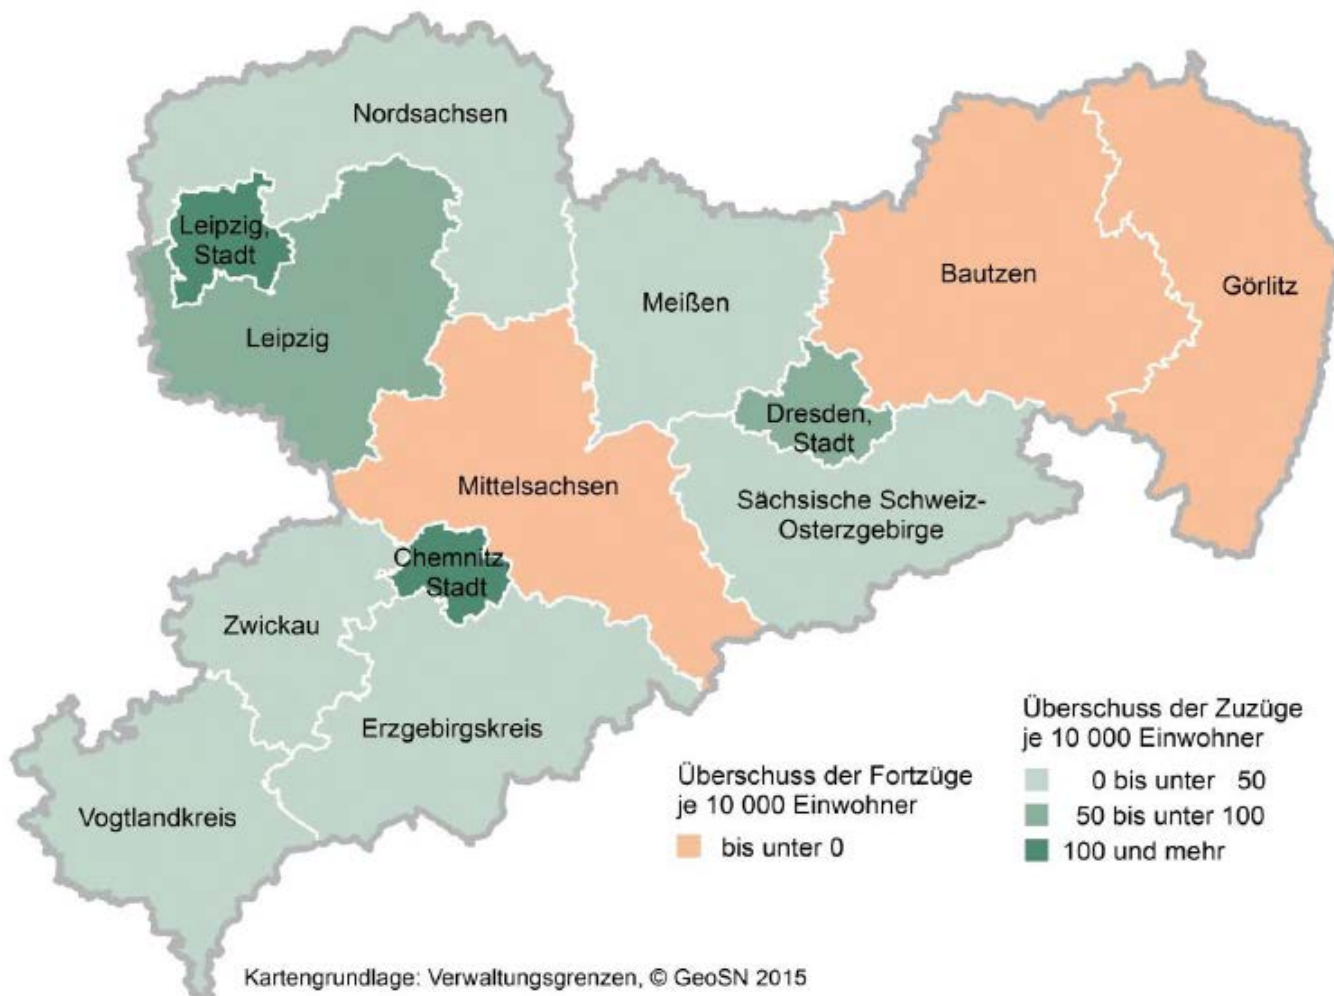 Nordsachsen
Leipzig,
Stadt
Leipzig
Meißen
Bautzen
Görlitz
Dresden,
Stadt
Mittelsachsen
Sächsische Schweiz-
Osterzgebirge
Chemnitz
Stadt
Zwickau
Erzgebirgskreis
Vogtlandkreis
Überschuss der Fortzüge
je 10 000 Einwohner
bis unter 0
Überschuss der Zuzüge
je 10 000 Einwohner
0 bis unter 50
50 bis unter 100
100 und mehr
Kartengrundlage: Verwaltungsgrenzen, © GeoSN 2015